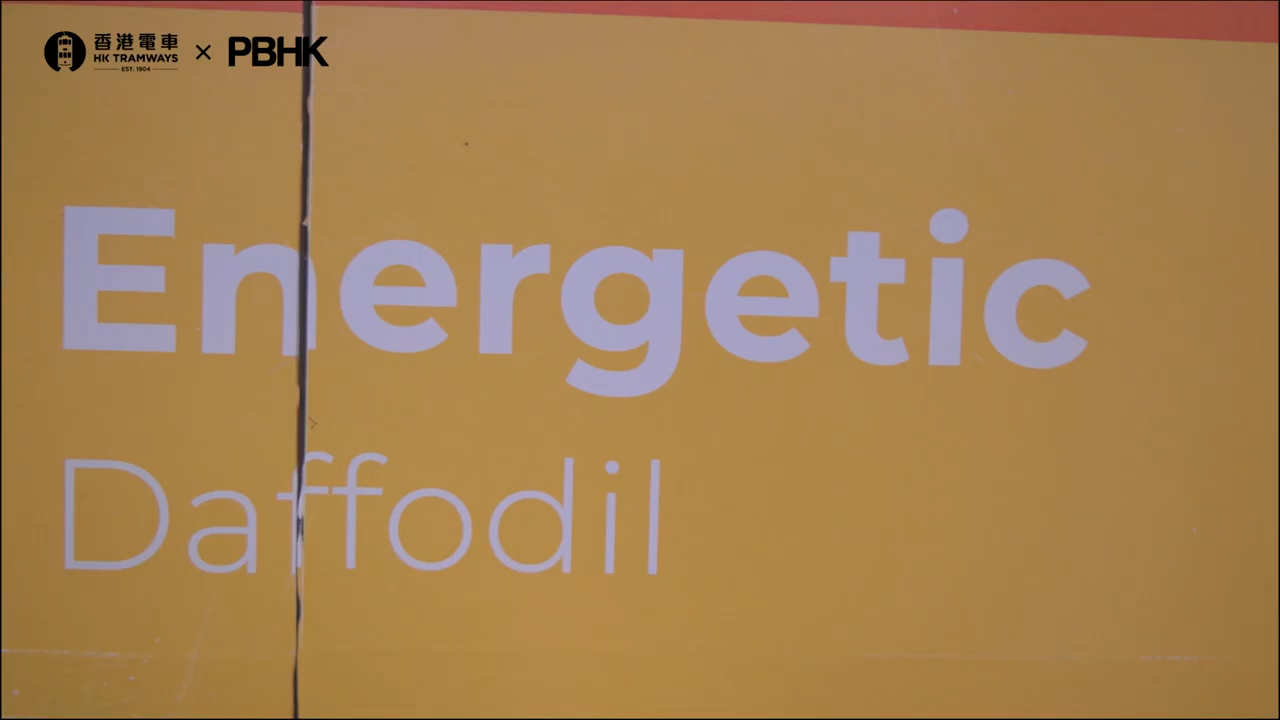 香港電車
HK TRAMWAYS
EST. 1904
× PBHK
Energetic
Daffodil